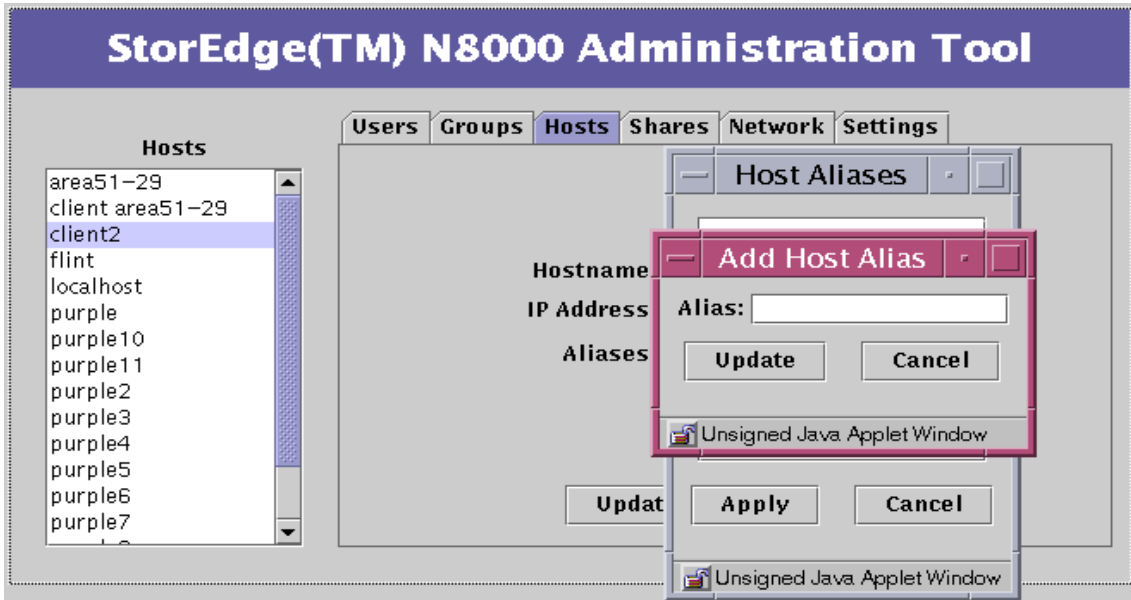 StorEdge(TM) N8000 Administration Tool
Users Groups Hosts Shares Network Settings
Hosts
area51-29
client area51-29
client2
flint
localhost
purple
purple10
purple11
purple2
purple3
purple4
purple5
purple6
purple7
Host Aliases
Hostname
IP Address
Aliases
Add Host Alias
Alias:
Update Cancel
Unsigned Java Applet Window
Updat
Apply Cancel
Unsigned Java Applet Window